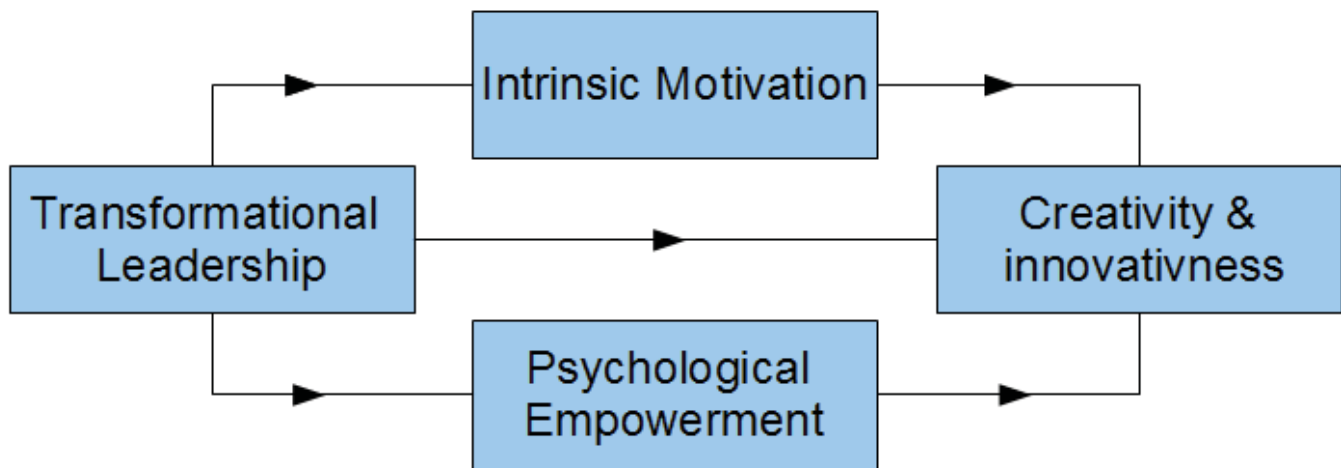 Intrinsic Motivation
Transformational
Leadership
Creativity &
innovativness
Psychological
Empowerment